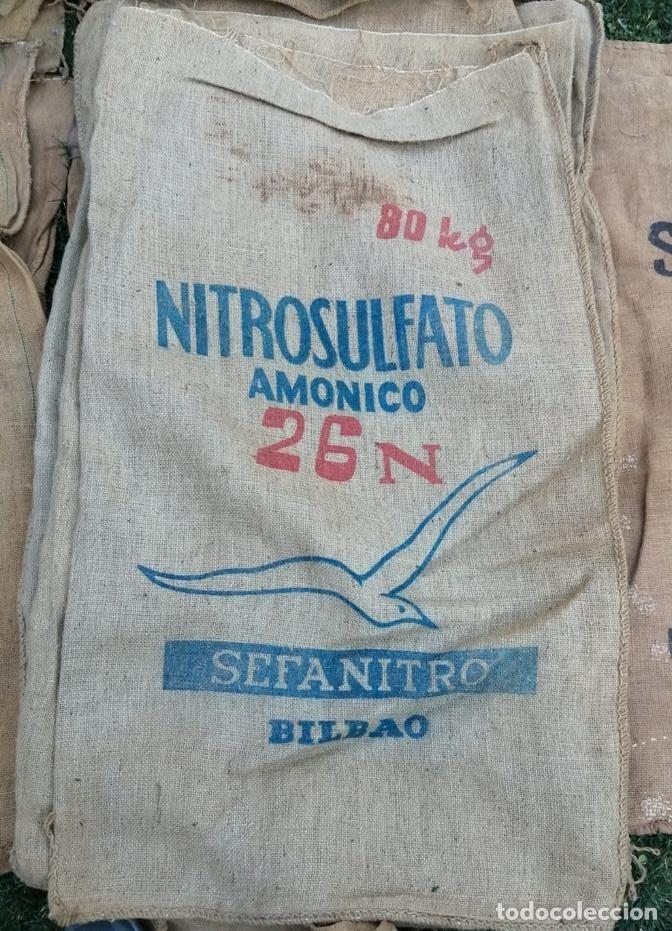 80 kg
NITROSULFATO
AMONICO
26 N
SEFANITRO
BILBAO
S
todocoleccion